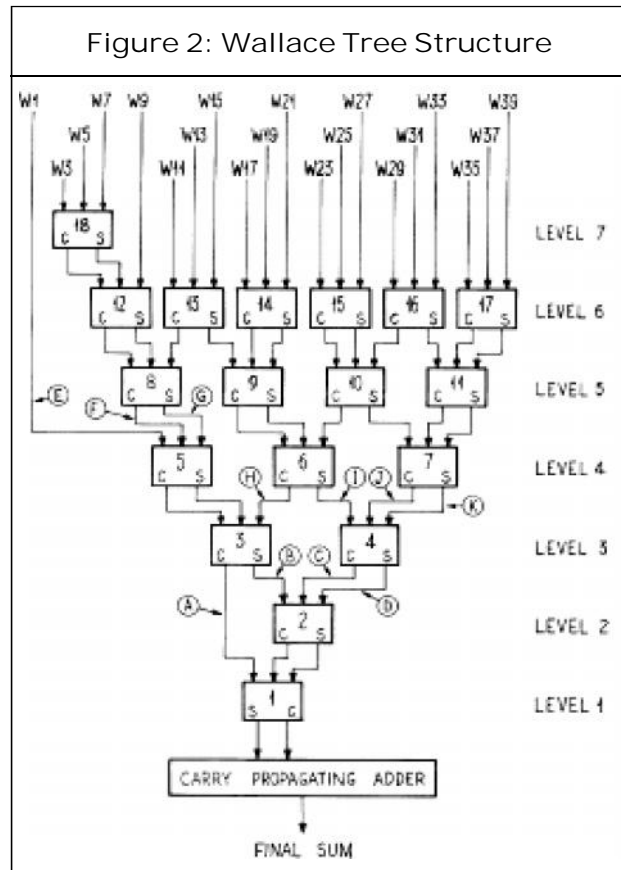 Figure 2: Wallace Tree Structure
W1 W7 W9 W15 W21 W27 W33 W39
W5 W13 W19 W25 W31 W37
W3 W11 W17 W23 W29 W35
18
C S
LEVEL 7
12 13 14 15 16 17
C S C S C S C S C S C S
LEVEL 6
8 9 10 11
C S C S C S C S
LEVEL 5
E F G
5 6 7
C S C S C S
LEVEL 4
H I J K
3 4
C S C S
LEVEL 3
A B C D
2
C S
LEVEL 2
1
S C
LEVEL 1
CARRY PROPAGATING ADDER
FINAL SUM